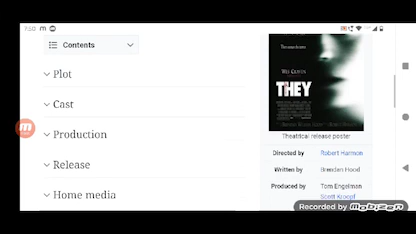 7:50
Contents
Plot
Cast
Production
Release
Home media
WES CRAVEN
THEY
Theatrical release poster
Directed by Robert Harmon
Written by Brendan Hood
Produced by Tom Engelman
Scott Kroopf
Recorded by mobizen